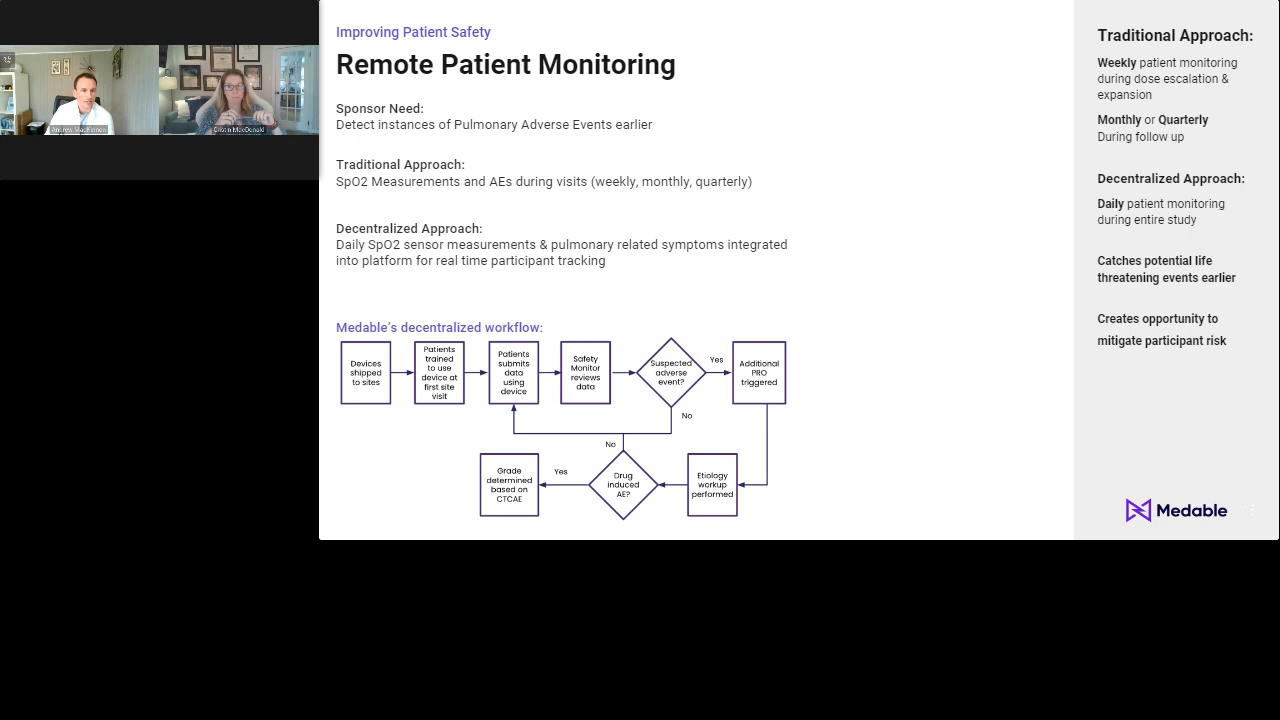 Andrew MacKinnon
Cristin MacDonald
Improving Patient Safety
Remote Patient Monitoring
Sponsor Need:
Detect instances of Pulmonary Adverse Events earlier
Traditional Approach:
SpO2 Measurements and AEs during visits (weekly, monthly, quarterly)
Decentralized Approach:
Daily SpO2 sensor measurements & pulmonary related symptoms integrated
into platform for real time participant tracking
Medable's decentralized workflow:
Devices
shipped
to sites
Patients
trained
to use
device at
first site
visit
Patients
submits
data
using
device
Safety
Monitor
reviews
data
Suspected
adverse
event?
Yes
Additional
PRO
triggered
No
No
Grade
determined
based on
CTCAE
Yes
Drug
induced
AE?
Etiology
workup
performed
Traditional Approach:
Weekly patient monitoring
during dose escalation &
expansion
Monthly or Quarterly
During follow up
Decentralized Approach:
Daily patient monitoring
during entire study
Catches potential life
threatening events earlier
Creates opportunity to
mitigate participant risk
Medable